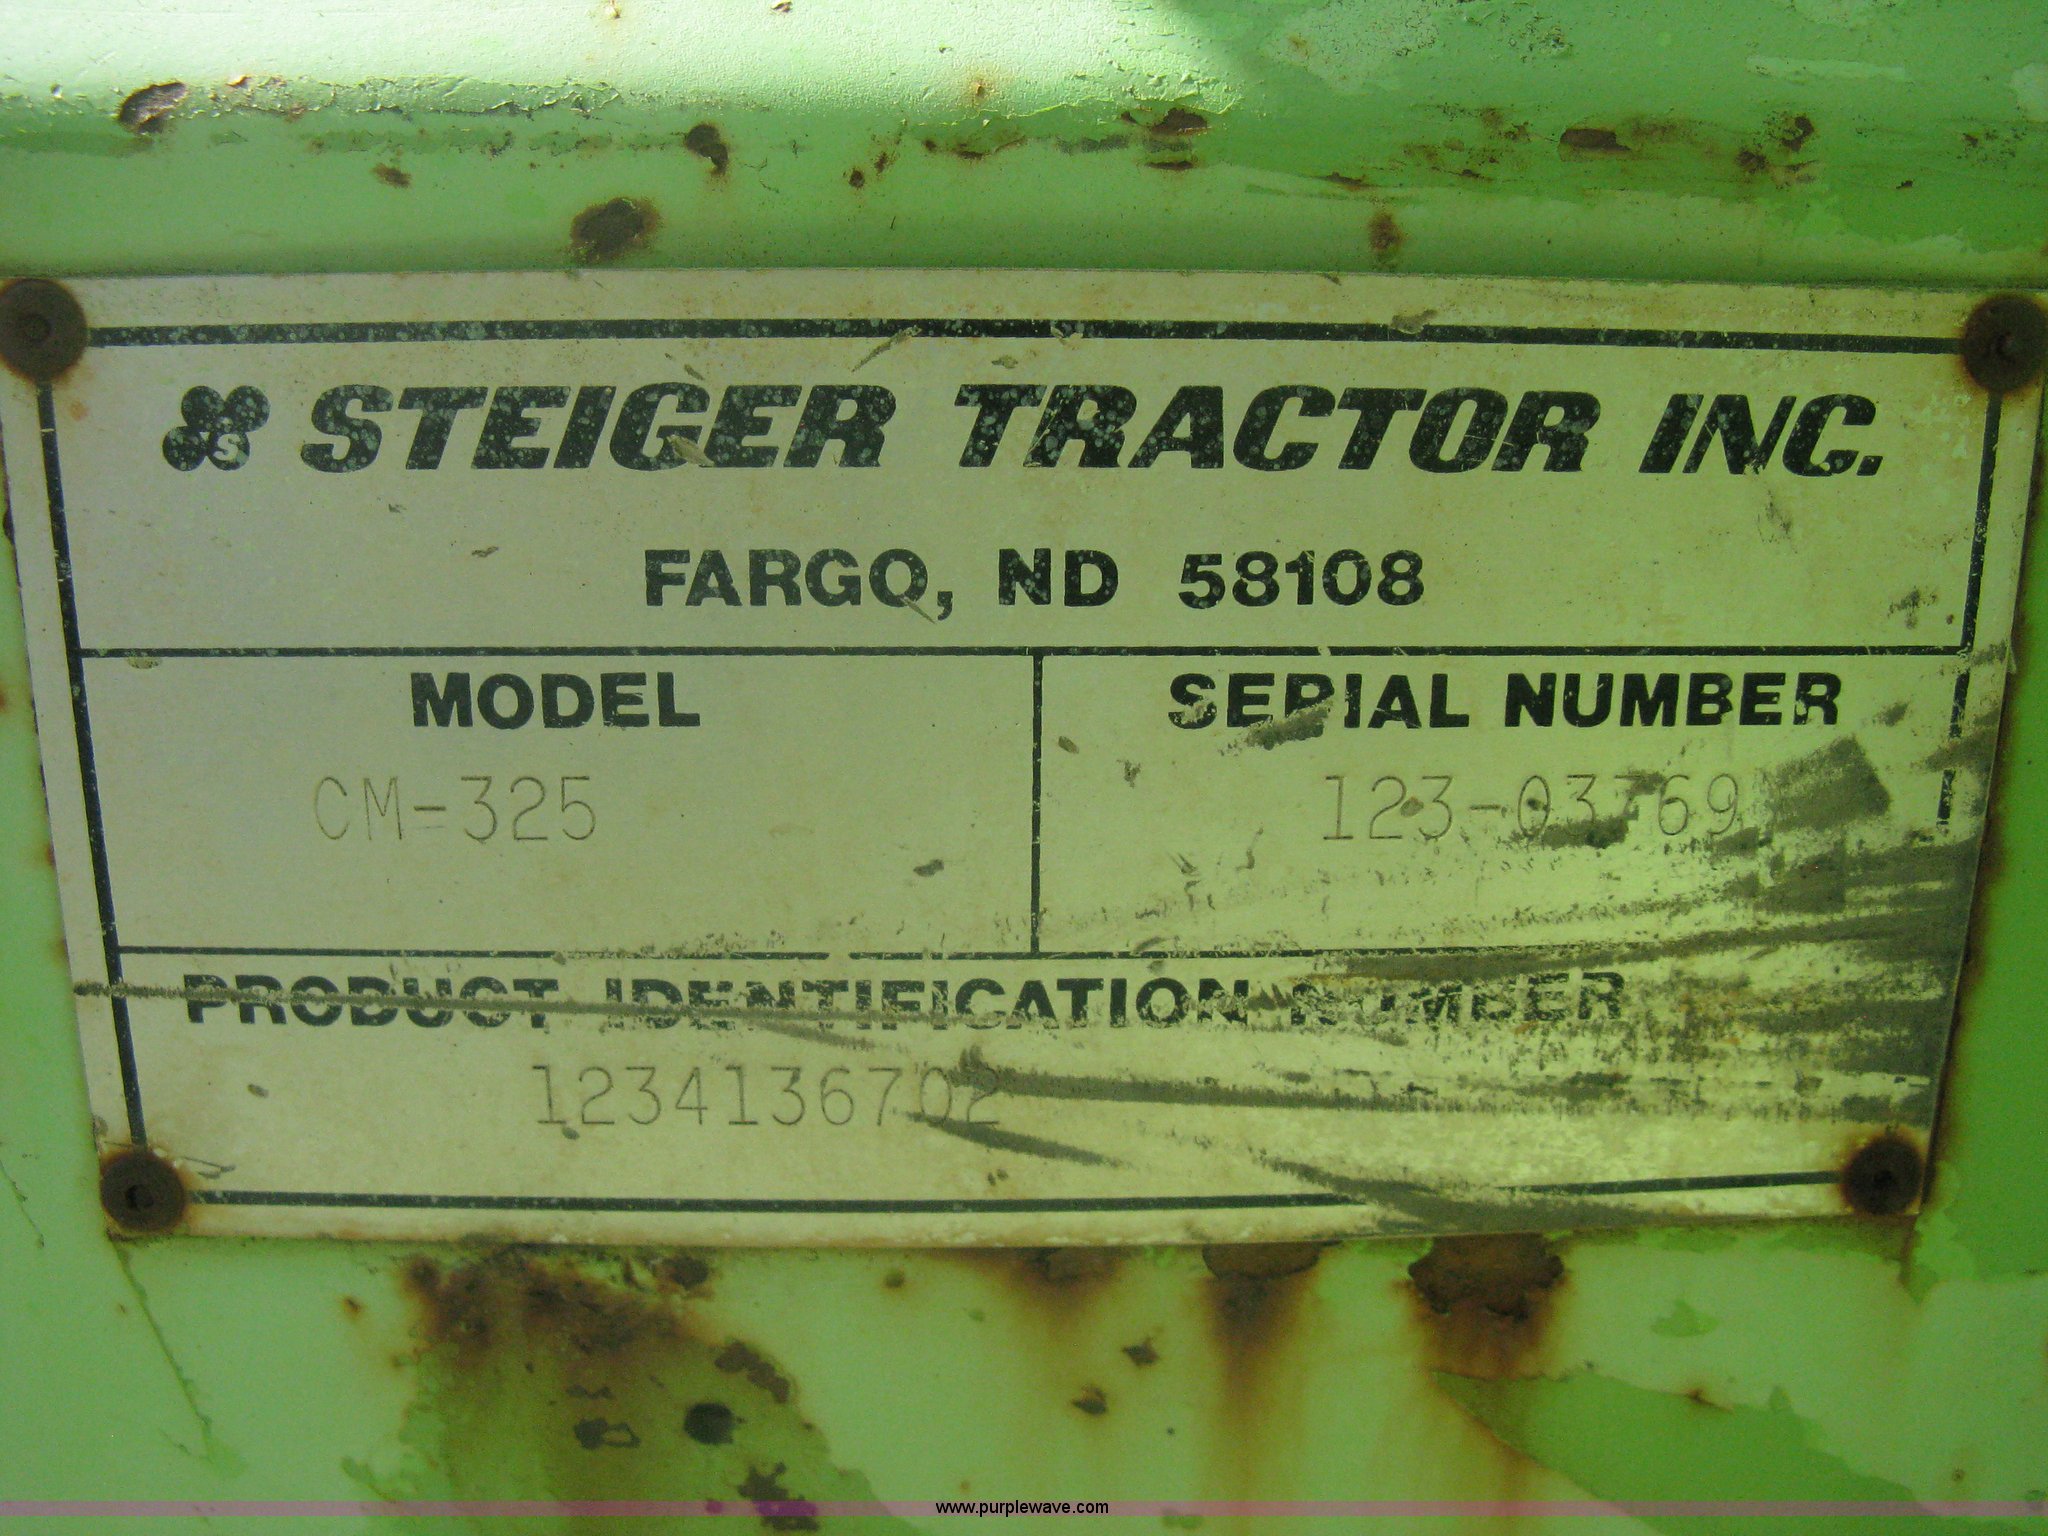 S STEIGER TRACTOR INC.
FARGO, ND 58108
MODEL
SERIAL NUMBER
CM-325
123-03769
PRODUCT IDENTIFICATION NUMBER
1234136702
www.purplewave.com